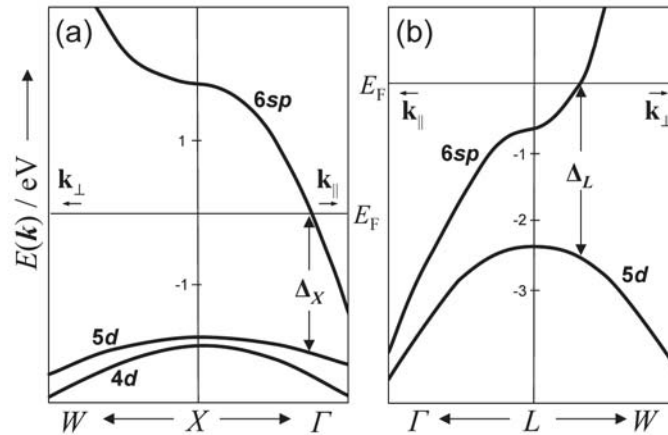 (a)
E(k) / eV
6sp
1
k⊥
k∥
E_F
-1
Δ_X
5d
4d
W X Γ
(b)
E_F
k∥
k⊥
6sp
-1
Δ_L
-2
5d
-3
Γ L W